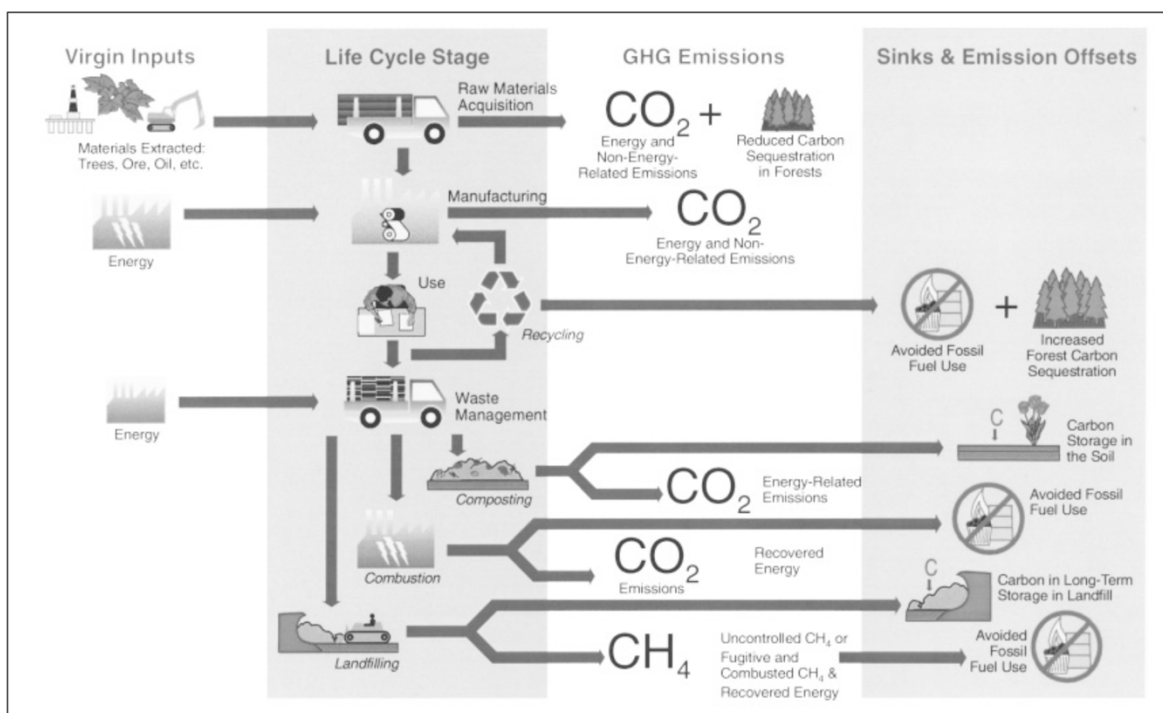 Virgin Inputs
Life Cycle Stage
GHG Emissions
Sinks & Emission Offsets
Materials Extracted:
Trees, Ore, Oil, etc.
Raw Materials
Acquisition
CO2
+
Energy and
Non-Energy-
Related Emissions
Reduced Carbon
Sequestration
in Forests
Energy
Manufacturing
CO2
Energy and Non-
Energy-Related Emissions
Use
Recycling
Avoided Fossil
Fuel Use
+
Increased
Forest Carbon
Sequestration
Energy
Waste
Management
Composting
C
Carbon
Storage in
the Soil
CO2
Energy-Related
Emissions
Combustion
Avoided Fossil
Fuel Use
CO2
Emissions
Recovered
Energy
Landfilling
C
Carbon in Long-Term
Storage in Landfill
CH4
Uncontrolled CH4 or
Fugitive and
Combusted CH4 &
Recovered Energy
Avoided
Fossil
Fuel Use